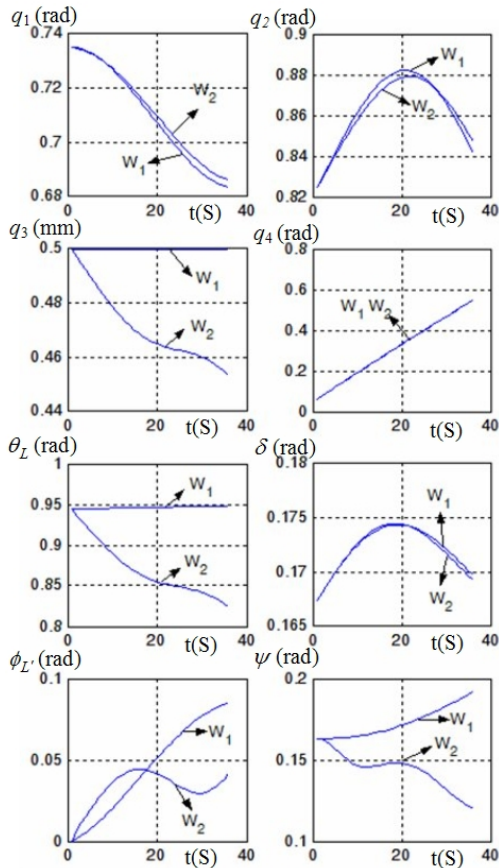 q1 (rad)
0.74
0.72
0.7
0.68
0
20
40
t(S)
W2
W1
q2 (rad)
0.9
0.88
0.86
0.84
0.82
0
20
40
t(S)
W1
W2
q3 (mm)
0.5
0.48
0.46
0.44
0
20
40
t(S)
W1
W2
q4 (rad)
0.8
0.6
0.4
0.2
0
0
20
40
t(S)
W1 W2
θL (rad)
1
0.95
0.9
0.85
0.8
0
20
40
t(S)
W1
W2
δ (rad)
0.18
0.175
0.17
0.165
0
20
40
t(S)
W1
W2
ϕL' (rad)
0.1
0.05
0
0
20
40
t(S)
W1
W2
ψ (rad)
0.2
0.15
0.1
0
20
40
t(S)
W1
W2